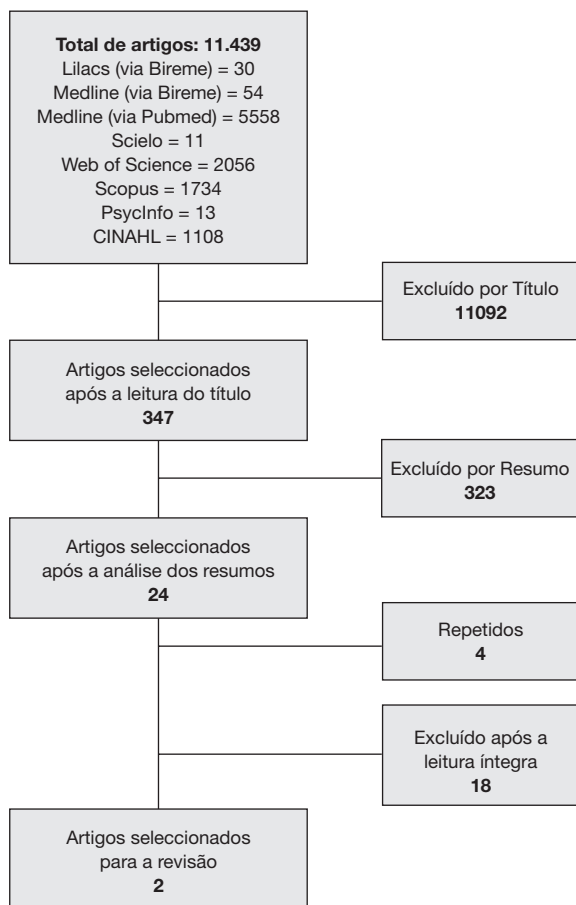 Total de artigos: 11.439
Lilacs (via Bireme) = 30
Medline (via Bireme) = 54
Medline (via Pubmed) = 5558
Scielo = 11
Web of Science = 2056
Scopus = 1734
PsycInfo = 13
CINAHL = 1108
Excluído por Título
11092
Artigos seleccionados
após a leitura do título
347
Excluído por Resumo
323
Artigos seleccionados
após a análise dos resumos
24
Repetidos
4
Excluído após a
leitura íntegra
18
Artigos seleccionados
para a revisão
2